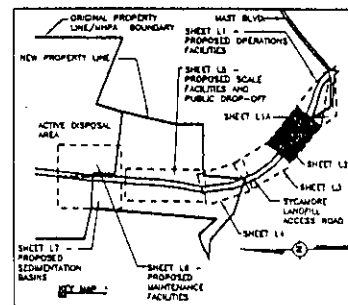 ORIGINAL PROPERTY
LINE/MHPA BOUNDARY
MAST BLVD.
SHEET L1 -
PROPOSED OPERATIONS
FACILITIES
NEW PROPERTY LINE
SHEET L5 -
PROPOSED SCALE
FACILITIES AND
PUBLIC DROP-OFF
SHEET L1A
ACTIVE DISPOSAL
AREA
SHEET L2
SHEET L3
SYCAMORE
LANDFILL
ACCESS ROAD
SHEET L4
SHEET L7 -
PROPOSED
SEDIMENTATION
BASINS
SHEET L6 -
PROPOSED
MAINTENANCE
FACILITIES
KEY MAP